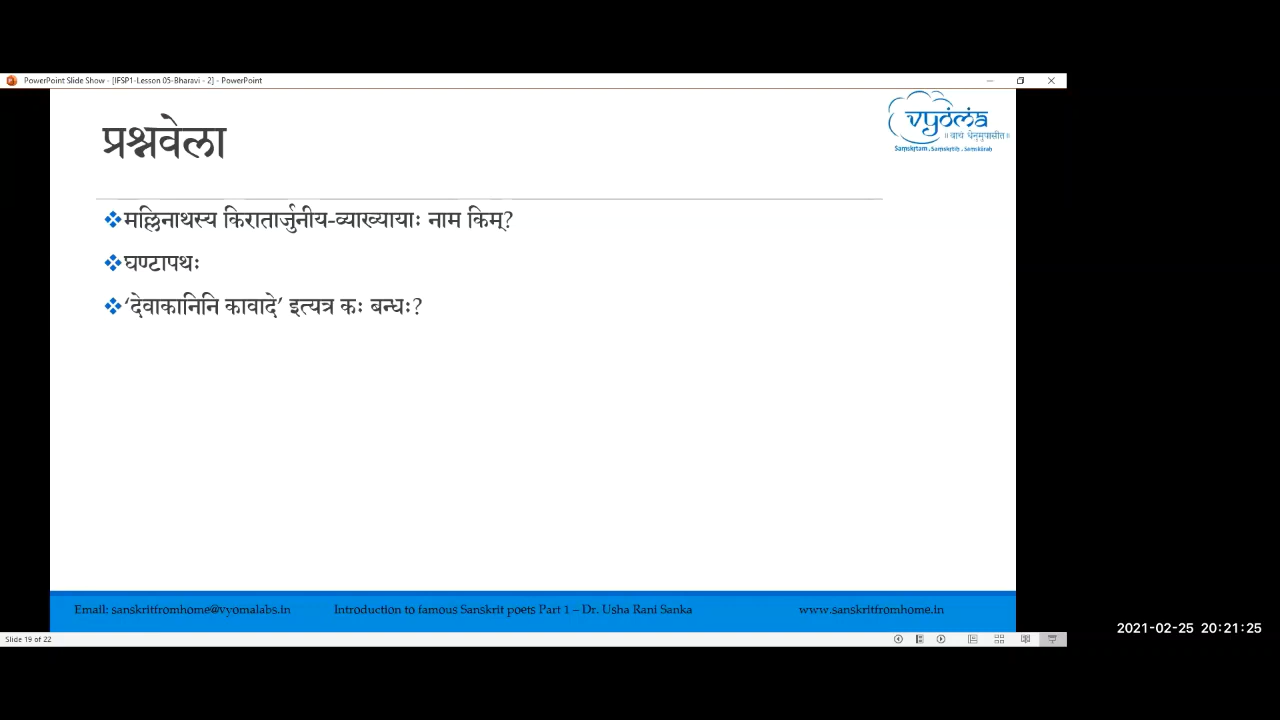 PowerPoint Slide Show - [IFSP1-Lesson 05-Bharavi - 2] - PowerPoint
vyoma
॥ वाचं धेनुमुपासीत॥
Samskrtam . Samskrtih . Samskarah
प्रश्नवेला
❖मल्लिनाथस्य किरातार्जुनीय-व्याख्यायाः नाम किम्?
❖घण्टापथः
❖‘देवाकानिनि कावादे’ इत्यत्र कः बन्धः?
Email: sanskritfromhome@vyomalabs.in Introduction to famous Sanskrit poets Part 1 – Dr. Usha Rani Sanka www.sanskritfromhome.in
2021-02-25 20:21:25
Slide 19 of 22